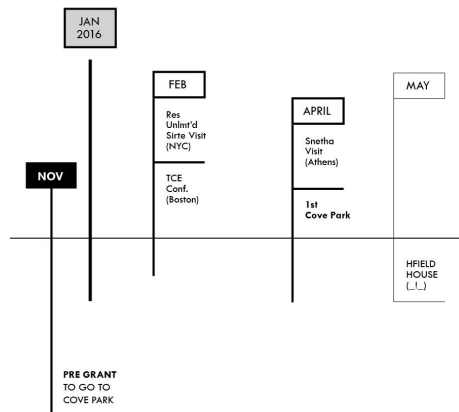 JAN
2016
FEB
Res
Unlmt'd
Sirte Visit
(NYC)
TCE
Conf.
(Boston)
APRIL
Snetha
Visit
(Athens)
1st
Cove Park
MAY
HFIELD
HOUSE
(_!_)
NOV
PRE GRANT
TO GO TO
COVE PARK